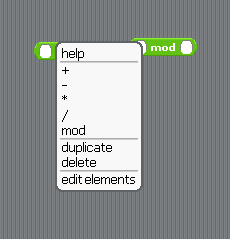 help
mod
+
-
*
/
mod
duplicate
delete
edit elements